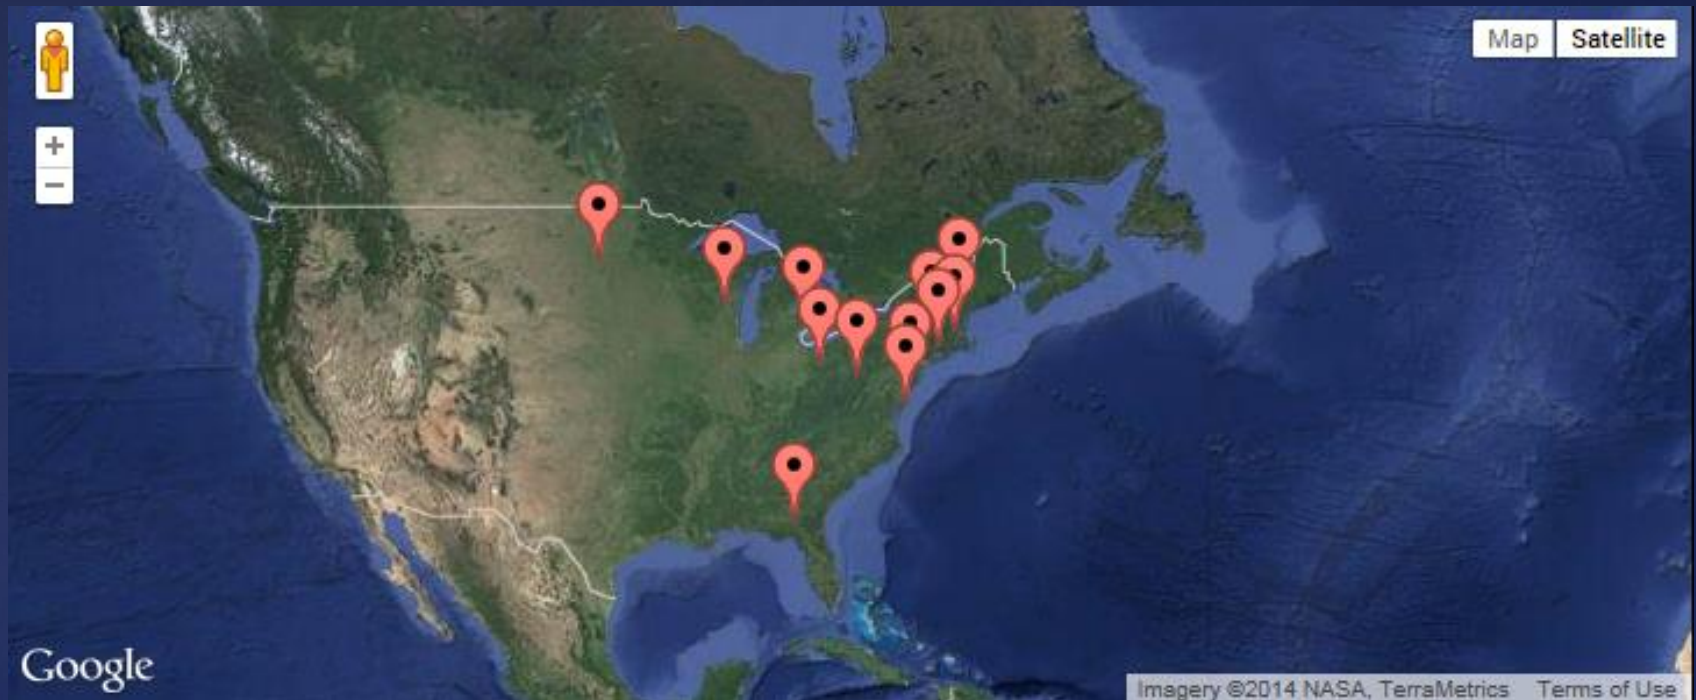 Map
Satellite
+
−
Google
Imagery ©2014 NASA, TerraMetrics
Terms of Use